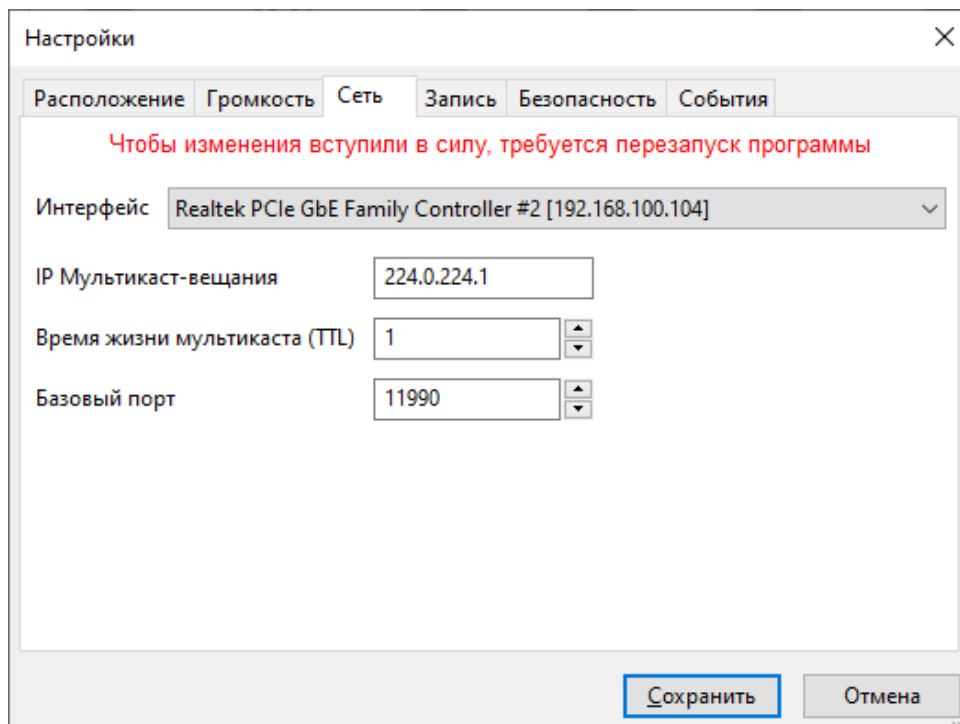 Настройки
Расположение Громкость Сеть Запись Безопасность События
Чтобы изменения вступили в силу, требуется перезапуск программы
Интерфейс Realtek PCIe GbE Family Controller #2 [192.168.100.104]
IP Мультикаст-вещания 224.0.224.1
Время жизни мультикаста (TTL) 1
Базовый порт 11990
Сохранить Отмена